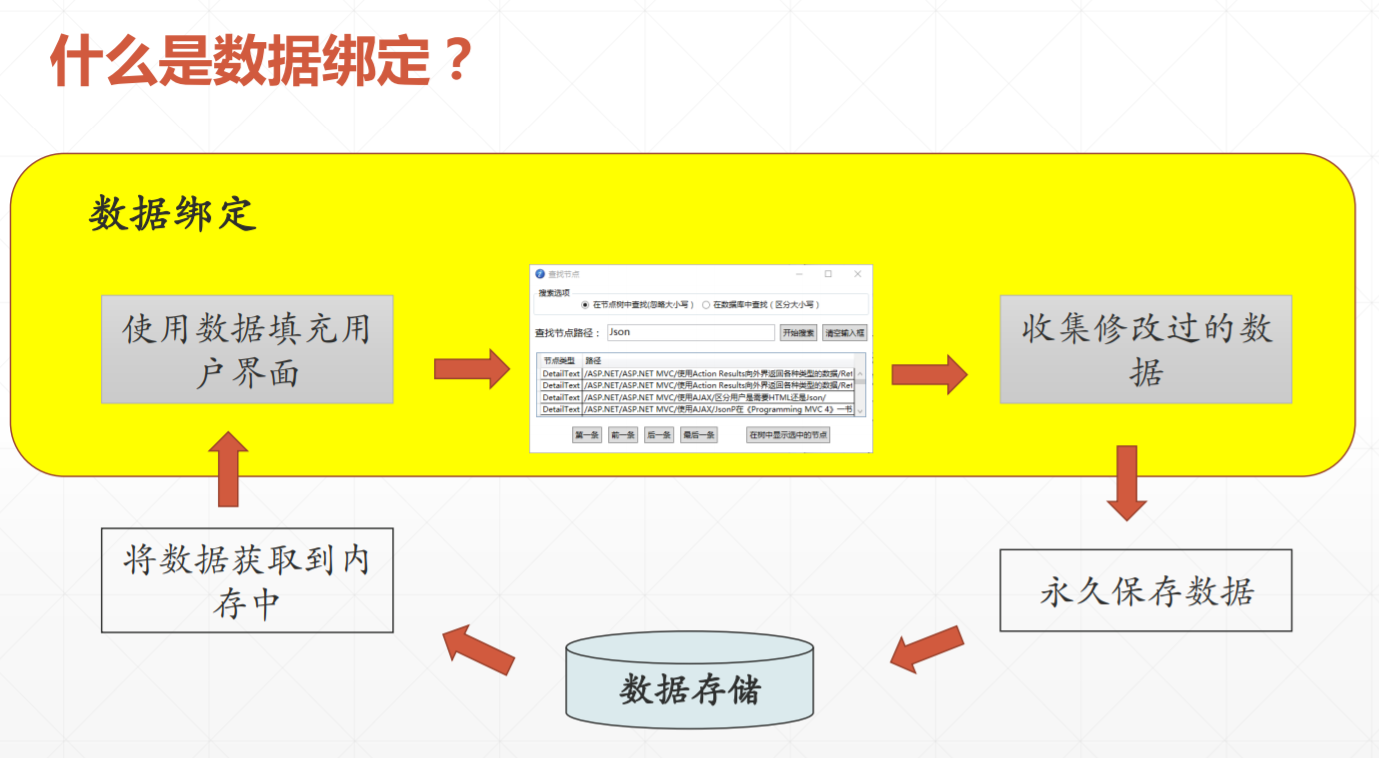 什么是数据绑定？
数据绑定
使用数据填充用
户界面
查找节点
搜索选项
在节点树中查找(忽略大小写) 在数据库中查找（区分大小写）
查找节点路径： Json 开始搜索 清空输入框
节点类型 路径
DetailText /ASP.NET/ASP.NET MVC/使用Action Results向外界返回各种类型的数据/Ret
DetailText /ASP.NET/ASP.NET MVC/使用Action Results向外界返回各种类型的数据/Ret
DetailText /ASP.NET/ASP.NET MVC/使用AJAX/区分用户是需要HTML还是Json/
DetailText /ASP.NET/ASP.NET MVC/使用AJAX/JsonP在《Programming MVC 4》一书
第一条 前一条 后一条 最后一条 在树中显示选中的节点
收集修改过的数
据
将数据获取到内
存中
永久保存数据
数据存储